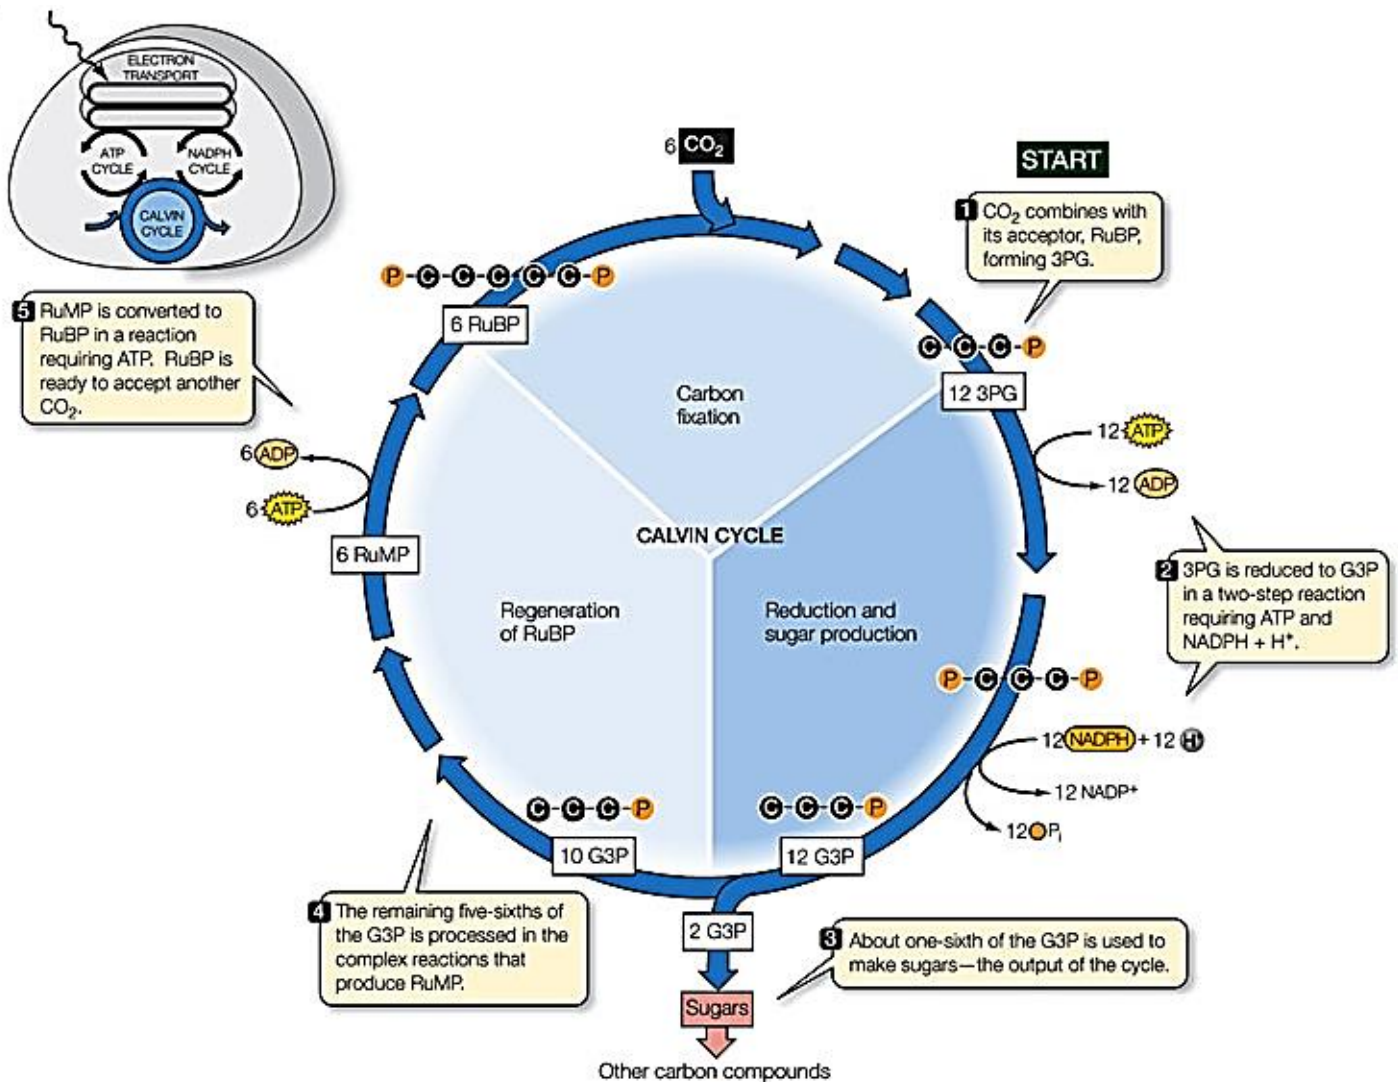 ELECTRON
TRANSPORT
ATP
CYCLE
NADPH
CYCLE
CALVIN
CYCLE
6 CO₂
START
1 CO₂ combines with
its acceptor, RuBP,
forming 3PG.
P-C-C-C-C-C-P
6 RuBP
5 RuMP is converted to
RuBP in a reaction
requiring ATP. RuBP is
ready to accept another
CO₂.
C-C-C-P
12 3PG
Carbon
fixation
12 ATP
12 ADP
6 ADP
6 ATP
CALVIN CYCLE
6 RuMP
2 3PG is reduced to G3P
in a two-step reaction
requiring ATP and
NADPH + H⁺.
Regeneration
of RuBP
Reduction and
sugar production
P-C-C-C-P
12 NADPH + 12 H
12 NADP⁺
12 Pᵢ
C-C-C-P
10 G3P
C-C-C-P
12 G3P
4 The remaining five-sixths of
the G3P is processed in the
complex reactions that
produce RuMP.
2 G3P
3 About one-sixth of the G3P is used to
make sugars—the output of the cycle.
Sugars
Other carbon compounds